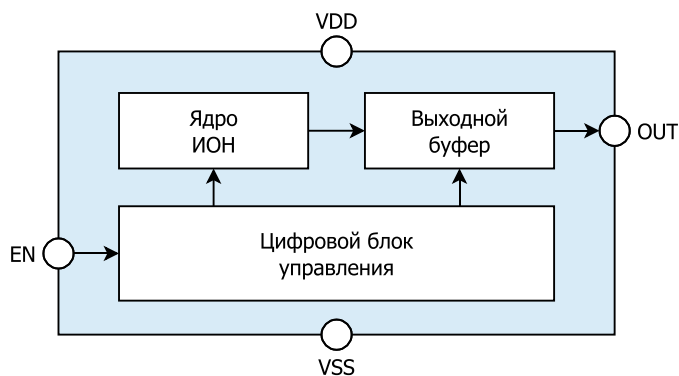 VDD
Ядро
ИОН
Выходной
буфер
OUT
EN
Цифровой блок
управления
VSS